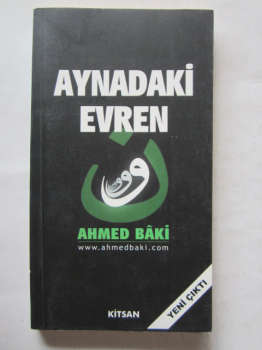 AYNADAKİ
EVREN
ن
و
AHMED BÂKİ
www.ahmedbaki.com
YENİ ÇIKTI
KİTSAN